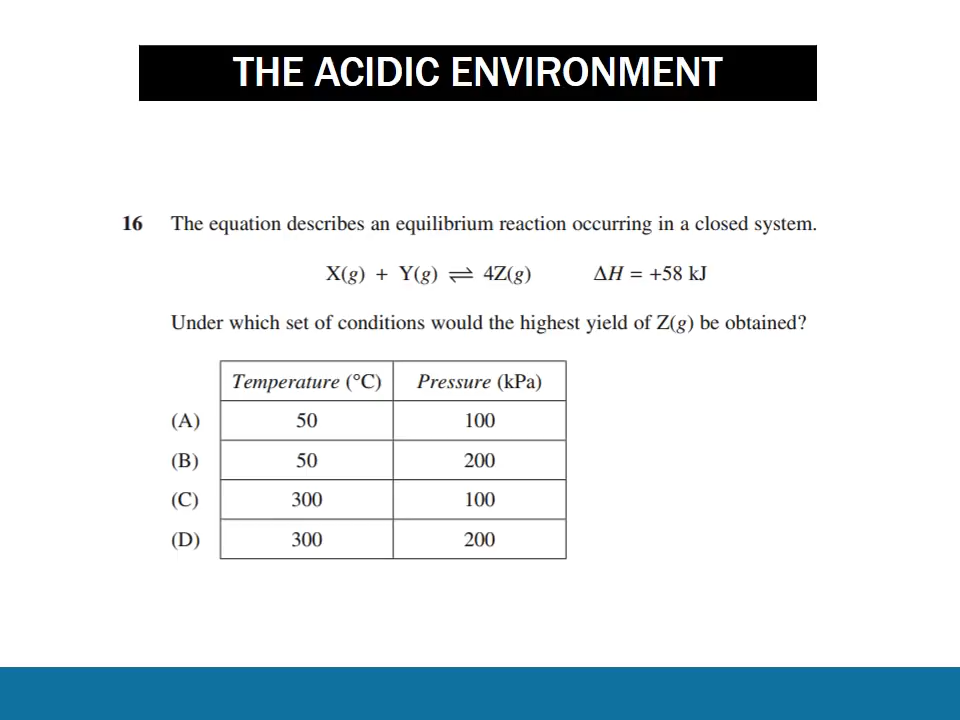 THE ACIDIC ENVIRONMENT
16 The equation describes an equilibrium reaction occurring in a closed system.
X(g) + Y(g) ⇌ 4Z(g) ΔH = +58 kJ
Under which set of conditions would the highest yield of Z(g) be obtained?
Temperature (°C) Pressure (kPa)
(A) 50 100
(B) 50 200
(C) 300 100
(D) 300 200